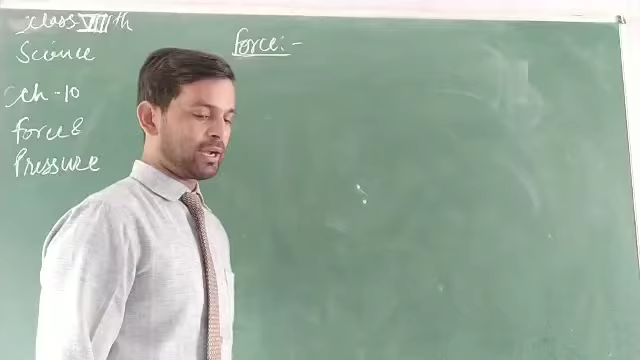 Class VIIIth
Science
Ch-10
Force &
Pressure
Force:-